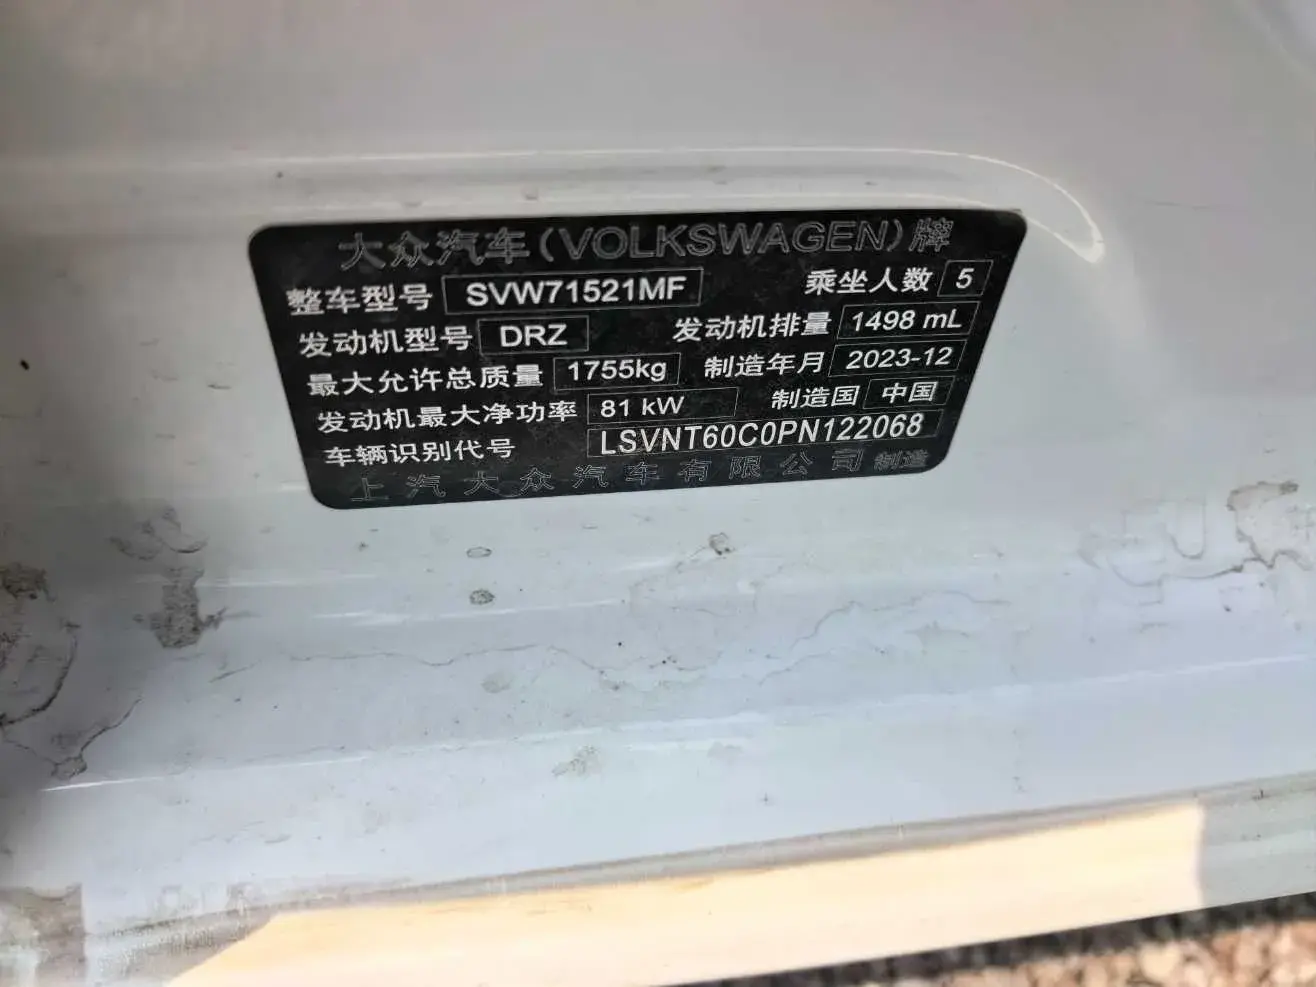 大众汽车(VOLKSWAGEN)牌
整车型号 SVW71521MF 乘坐人数 5
发动机型号 DRZ 发动机排量 1498 mL
最大允许总质量 1755kg 制造年月 2023-12
发动机最大净功率 81 kW 制造国 中国
车辆识别代号 LSVNT60C0PN122068
上汽大众汽车有限公司制造